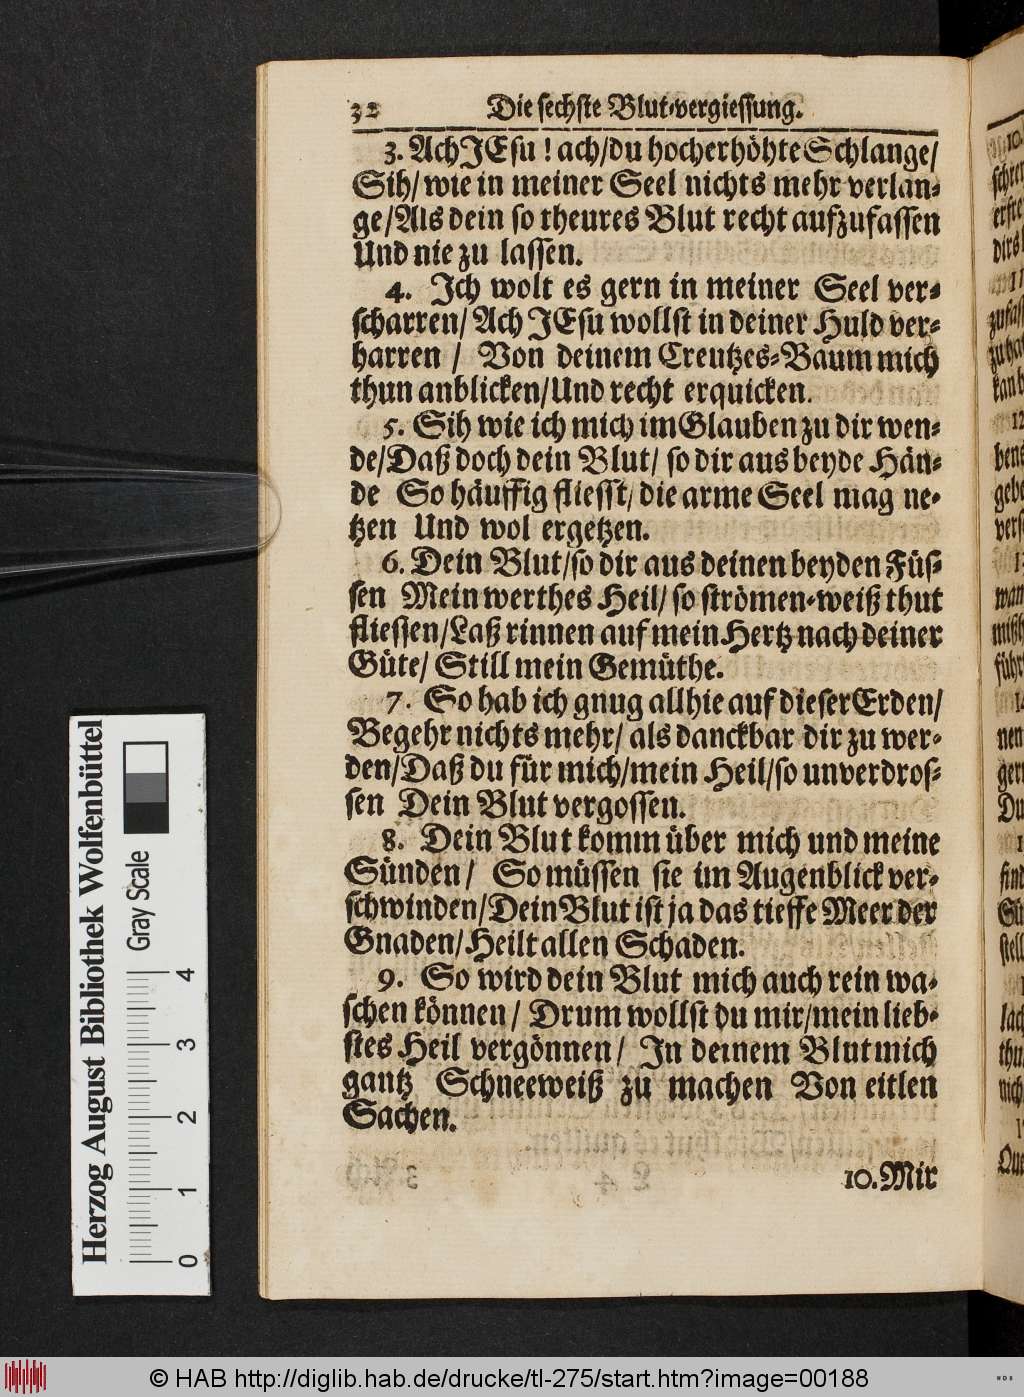 32 Die sechste Blut-vergiessung.
3. Ach JEsu! ach/du hocherhöhte Schlange/
Sih/ wie in meiner Seel nichts mehr verlan-
ge/Als dein so theures Blut recht aufzufassen
Und nie zu lassen.
4. Ich wolt es gern in meiner Seel ver-
scharren/ Ach JEsu wollst in deiner Huld ver-
harren / Von deinem Creutzes-Baum mich
thun anblicken/Und recht erquicken.
5. Sih wie ich mich im Glauben zu dir wen-
de/Daß doch dein Blut/ so dir aus beyde Hän-
de So häuffig fliesst/ die arme Seel mag ne-
tzen Und wol ergetzen.
6. Dein Blut/so dir aus deinen beyden Füs-
sen Mein werthes Heil/ so strömen-weiß thut
fliessen/Laß rinnen auf mein Hertz nach deiner
Güte/ Still mein Gemüthe.
7. So hab ich gnug allhie auf dieser Erden/
Begehr nichts mehr/ als danckbar dir zu wer-
den/Daß du für mich/mein Heil/so unverdros-
sen Dein Blut vergossen.
8. Dein Blut komm über mich und meine
Sünden/ So müssen sie im Augenblick ver-
schwinden/Dein Blut ist ja das tieffe Meer der
Gnaden/Heilt allen Schaden.
9. So wird dein Blut mich auch rein wa-
schen können/ Drum wollst du mir/mein lieb-
stes Heil vergönnen/ In deinem Blut mich
gantz Schneeweiß zu machen Von eitlen
Sachen.
10. Mir
Herzog August Bibliothek Wolfenbüttel
Gray Scale
0 1 2 3 4
© HAB http://diglib.hab.de/drucke/tl-275/start.htm?image=00188